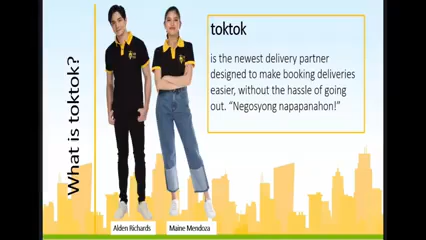 What is toktok?
toktok
is the newest delivery partner
designed to make booking deliveries
easier, without the hassle of going
out. “Negosyong napapanahon!”
Alden Richards
Maine Mendoza